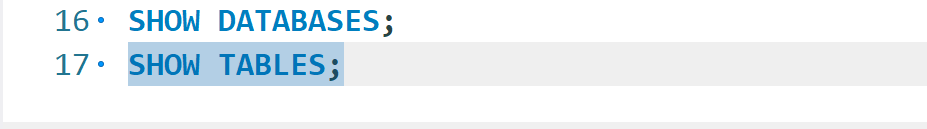 16 • SHOW DATABASES;
17 • SHOW TABLES;